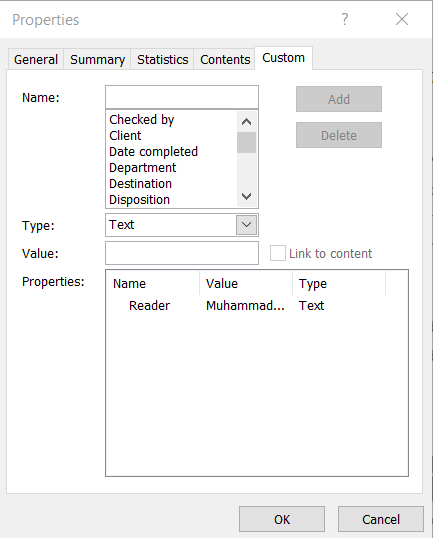 Properties
?
General Summary Statistics Contents Custom
Name:
Add
Checked by
Client
Date completed
Department
Destination
Disposition
Delete
Type: Text
Value:
Link to content
Properties:
Name Value Type
Reader Muhammad... Text
OK Cancel